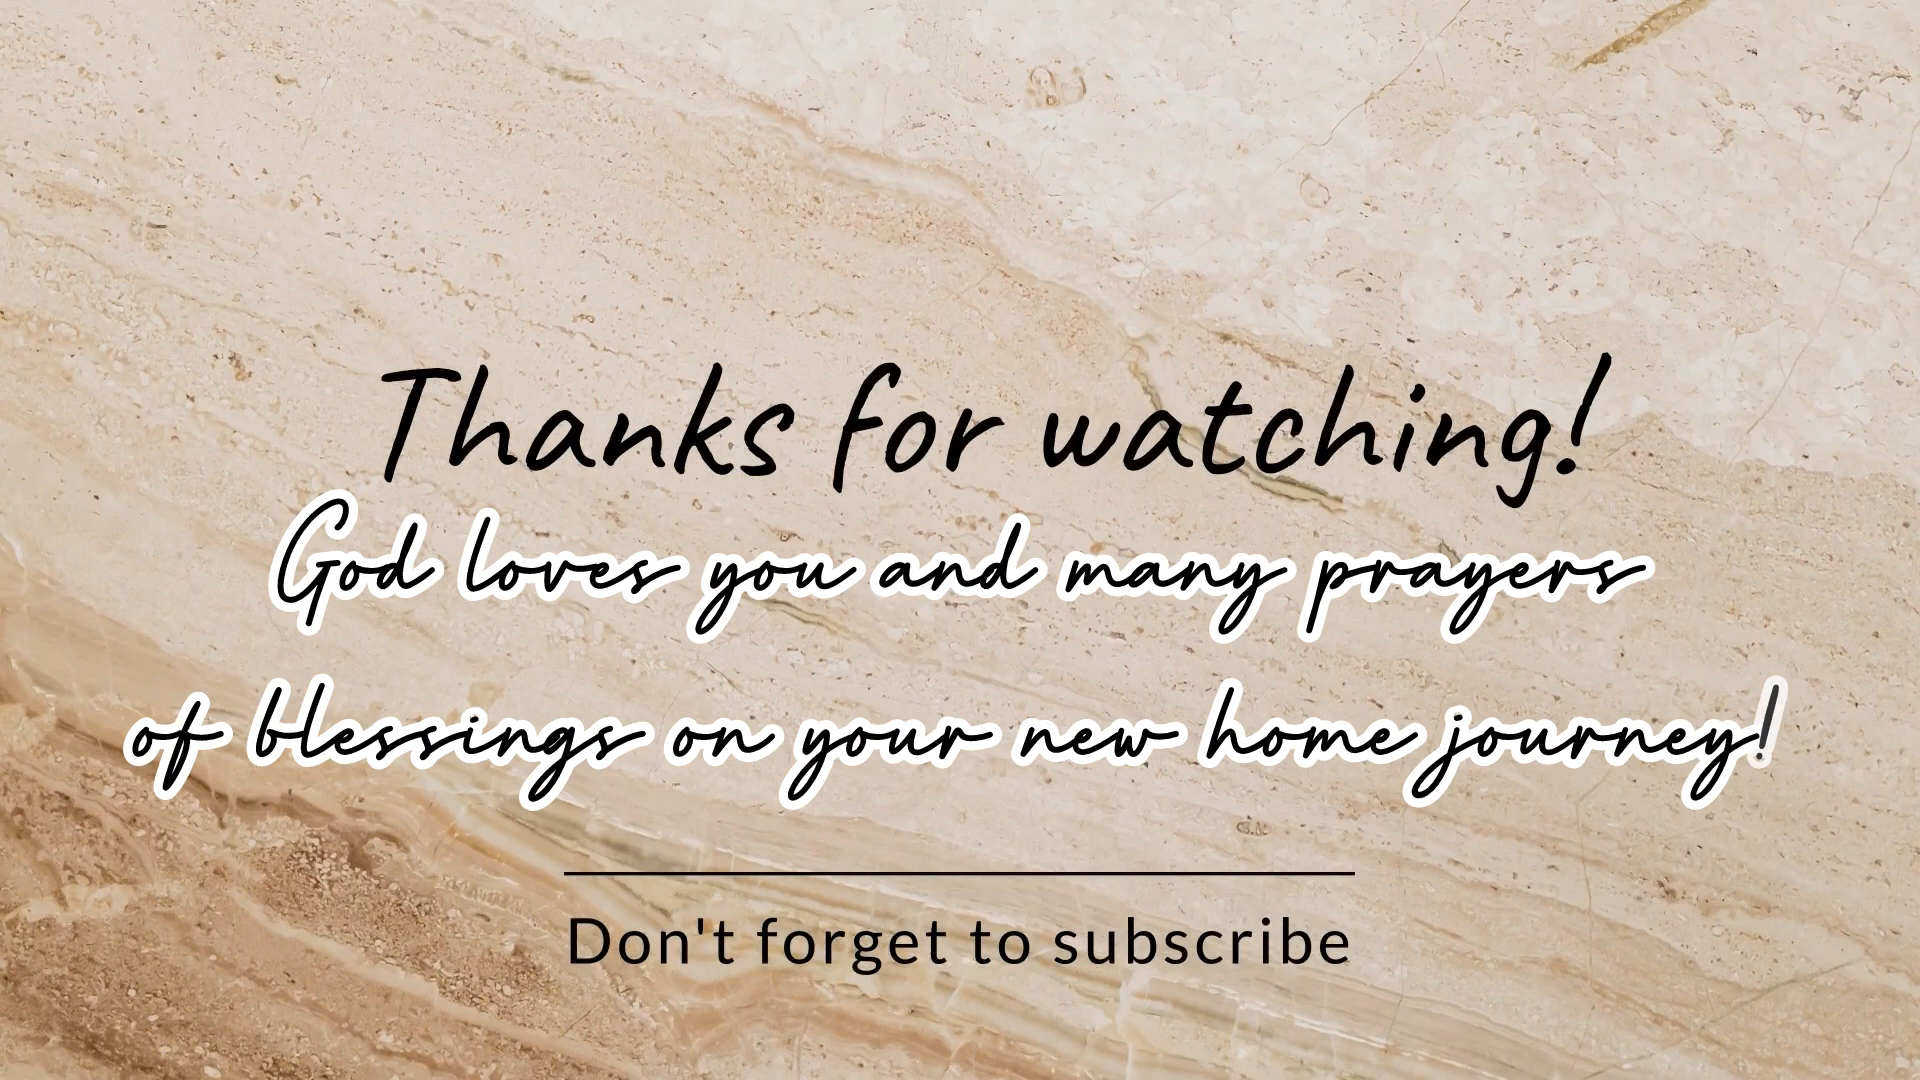 Thanks for watching!
God loves you and many prayers
of blessings on your new home journey!
Don't forget to subscribe